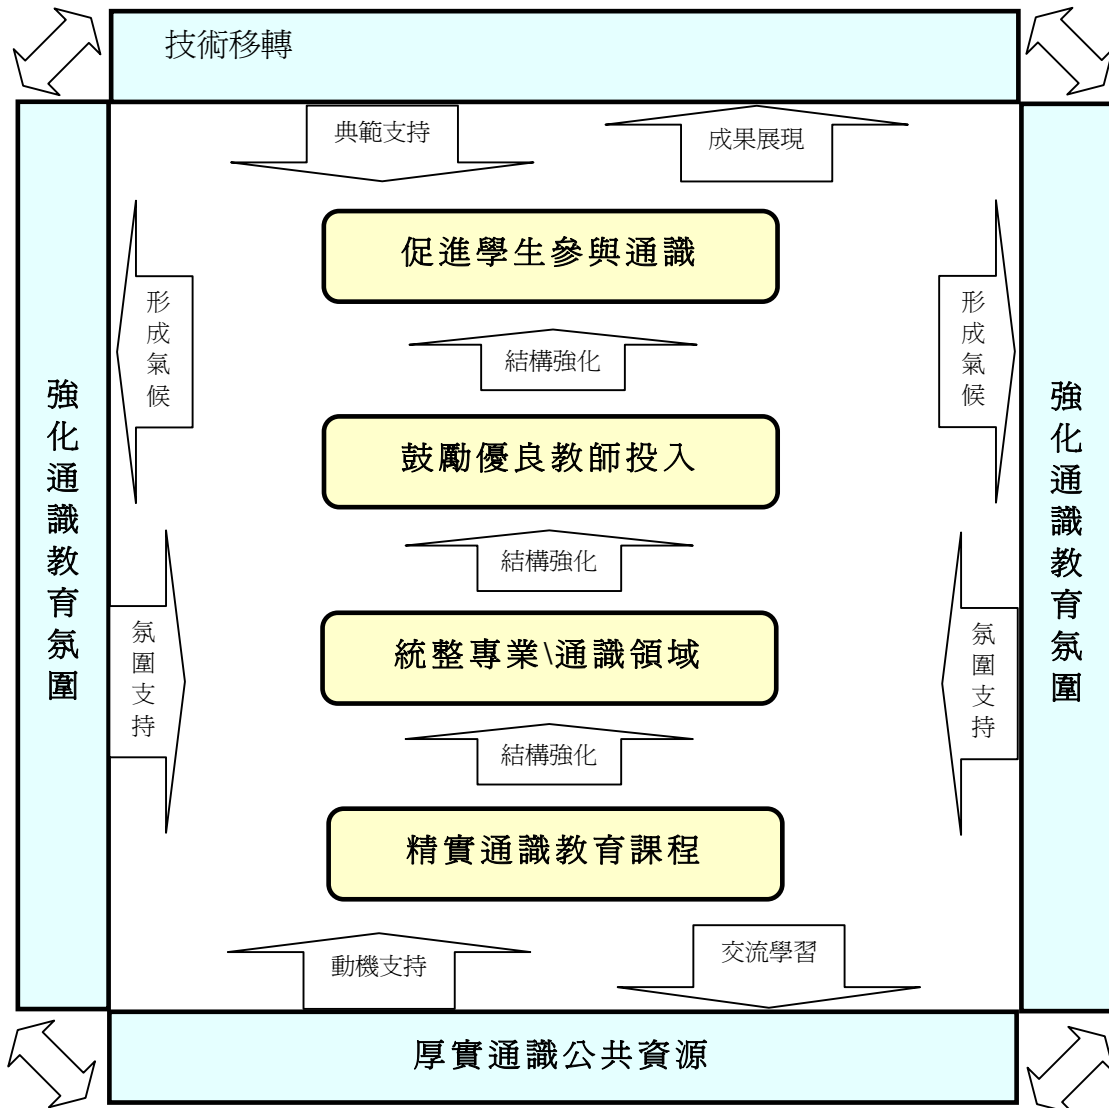 技術移轉
典範支持
成果展現
促進學生參與通識
形成氣候
形成氣候
結構強化
強化通識教育氛圍
強化通識教育氛圍
鼓勵優良教師投入
結構強化
氛圍支持
氛圍支持
統整專業\通識領域
結構強化
精實通識教育課程
動機支持
交流學習
厚實通識公共資源